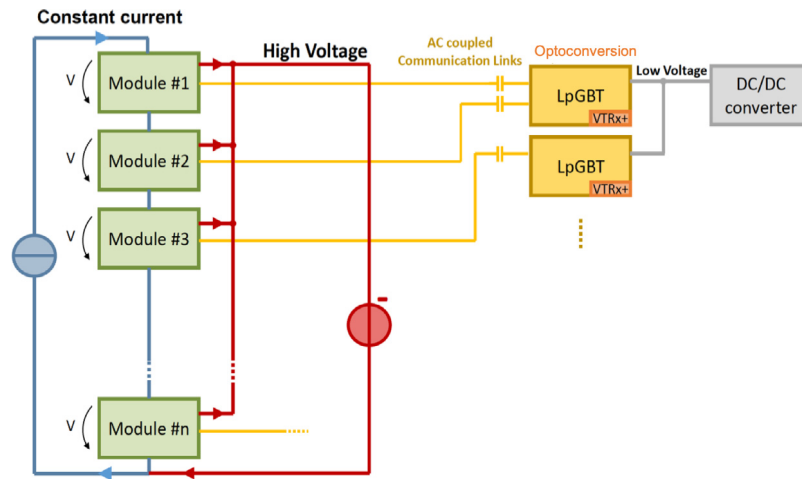 Constant current
High Voltage
AC coupled
Communication Links
Optoconversion
Low Voltage
V
Module #1
LpGBT
VTRx+
DC/DC
converter
V
Module #2
LpGBT
VTRx+
V
Module #3
-
V
Module #n